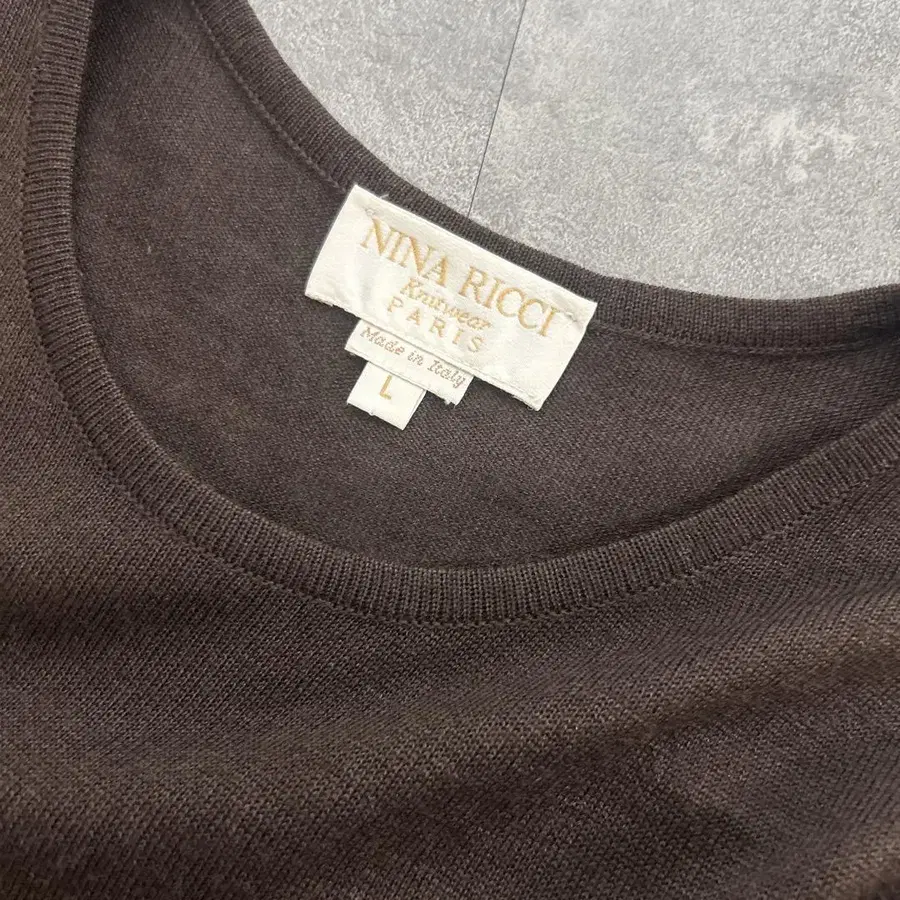 NINA RICCI
Knitwear
PARIS
Made in Italy
L